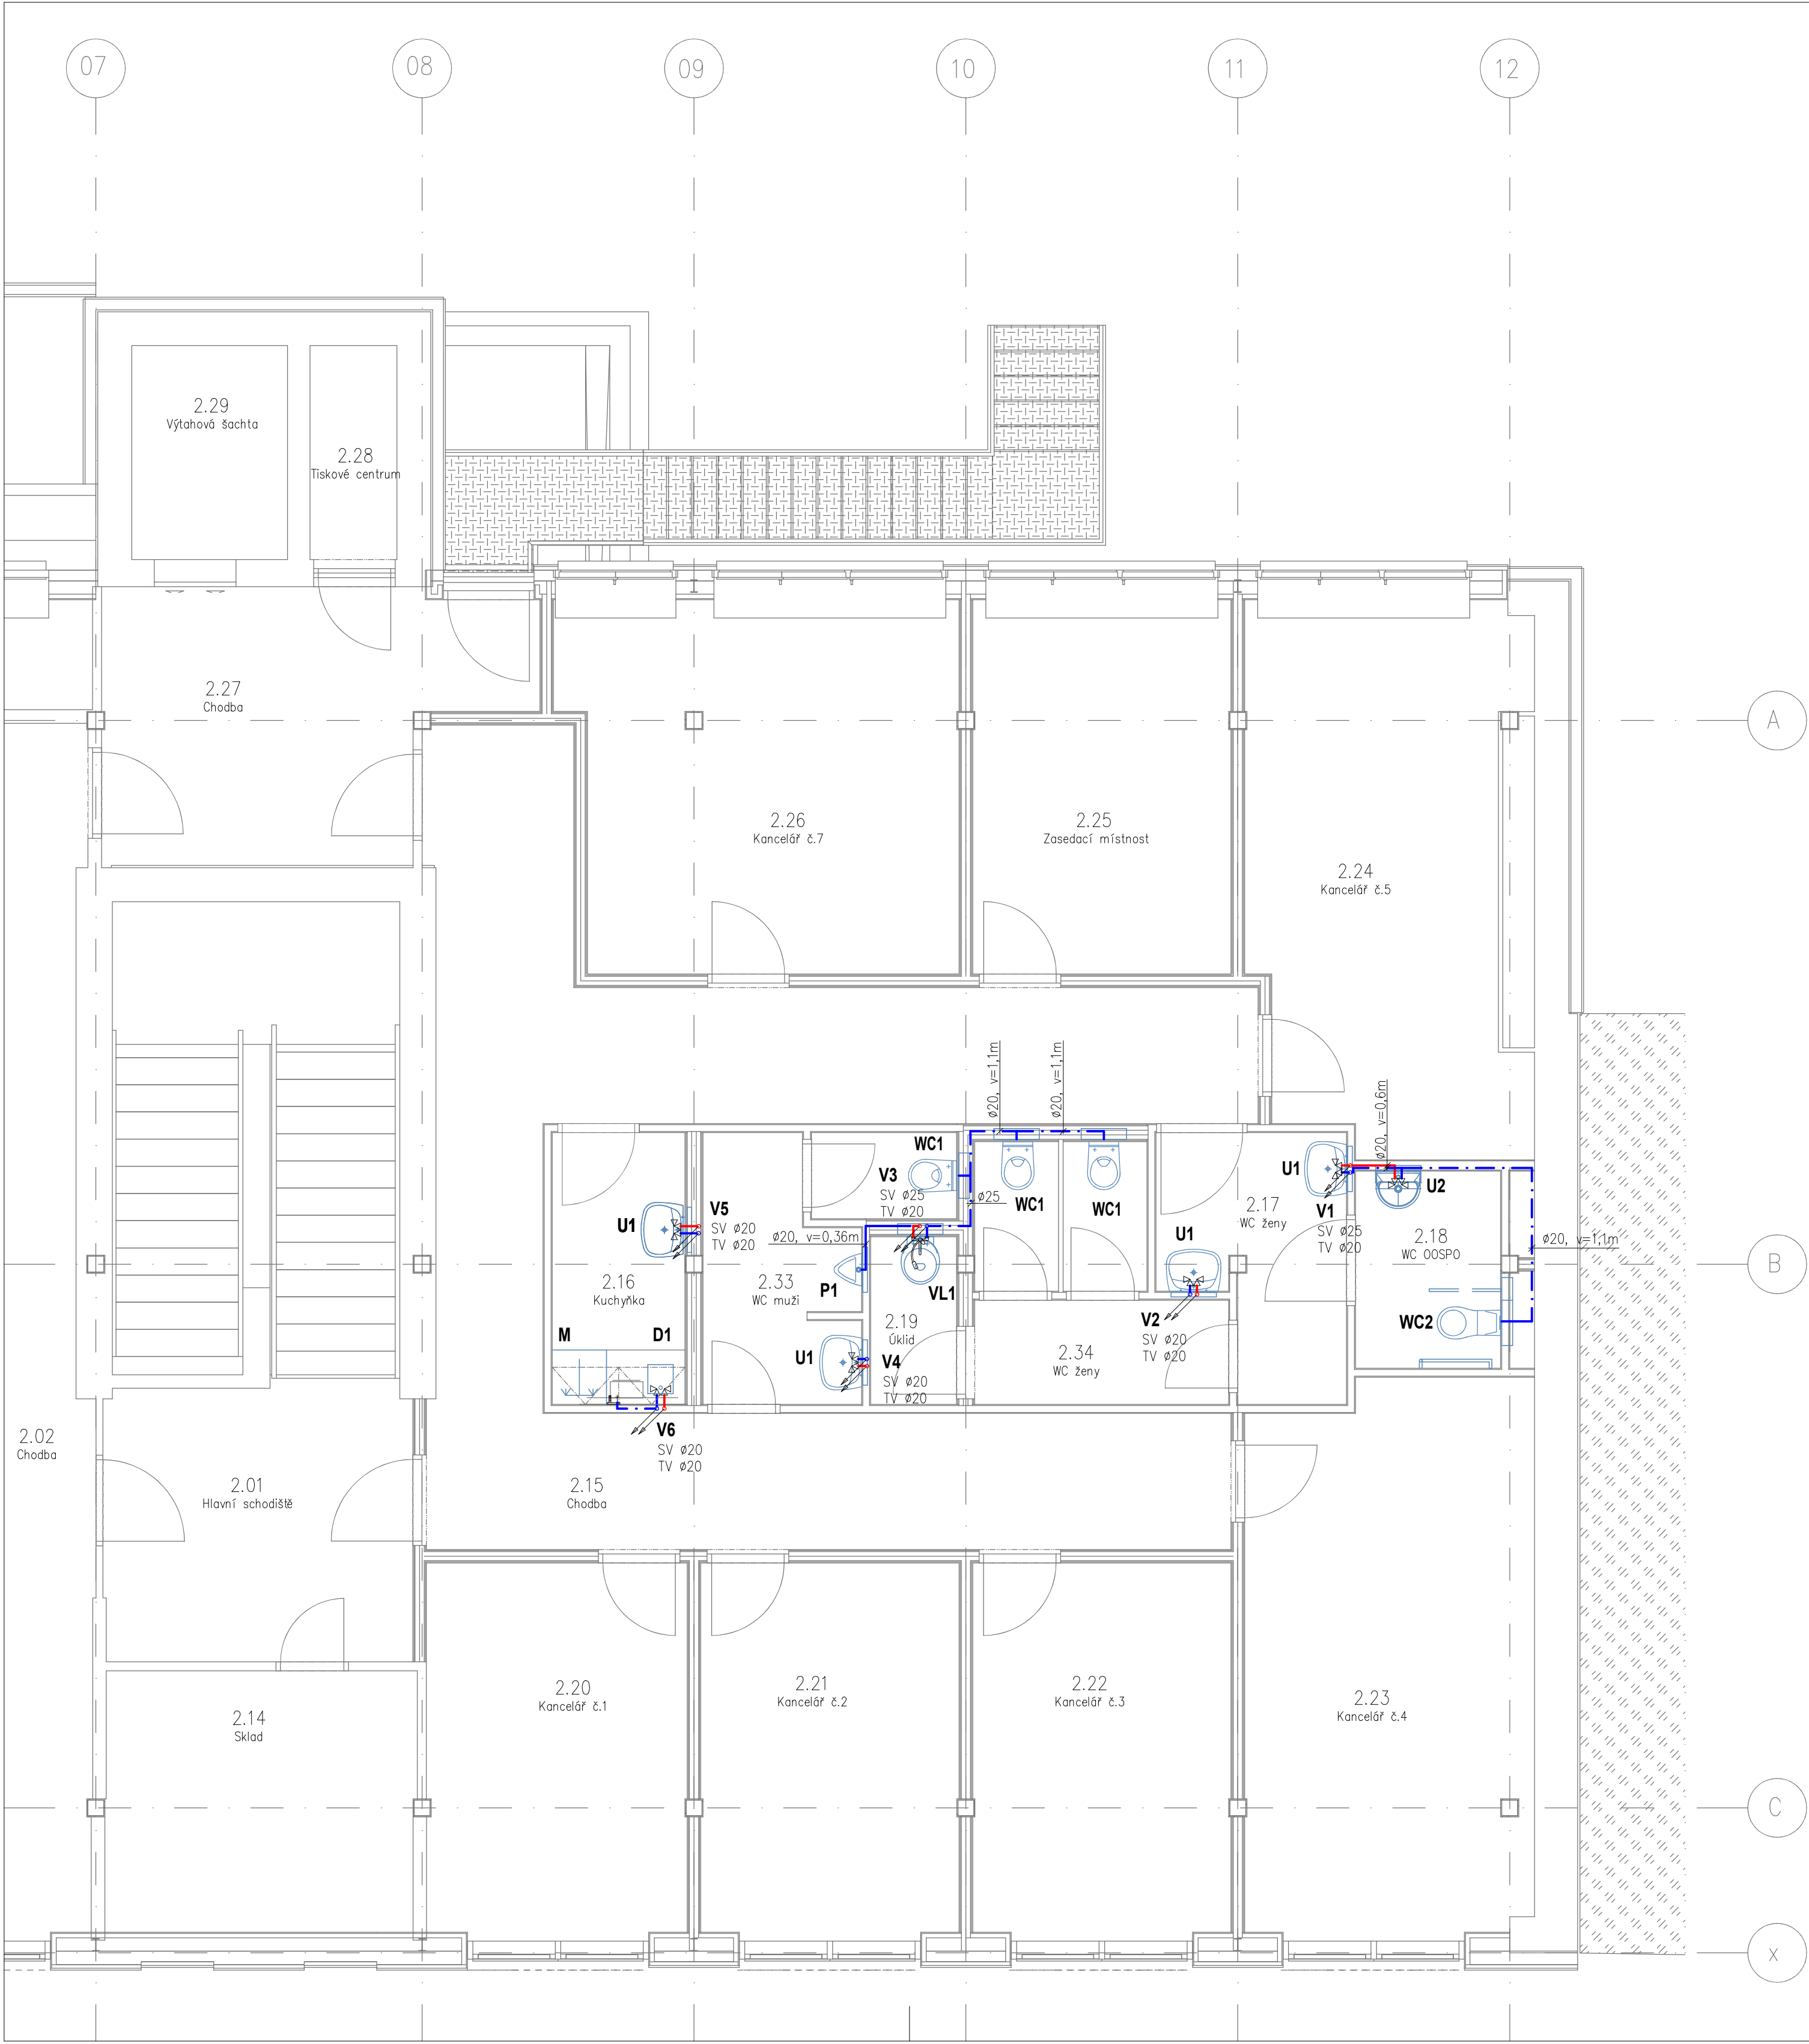 07
08
09
10
11
12
2.29
Výtahová šachta
2.28
Tiskové centrum
2.27
Chodba
A
2.26
Kancelář č.7
2.25
Zasedací místnost
2.24
Kancelář č.5
ø20, v=1,1m
ø20, v=1,1m
ø20, v=0,6m
WC1
V3
SV ø25
TV ø20
ø25
WC1
WC1
U1
U2
2.17
WC ženy
V1
SV ø25
TV ø20
2.18
WC OOSPO
ø20, v=1,1m
B
U1
V5
SV ø20
TV ø20
ø20, v=0,36m
U1
2.16
Kuchyňka
2.33
WC muži
P1
VL1
2.19
Úklid
V2
SV ø20
TV ø20
WC2
M
D1
U1
V4
SV ø20
TV ø20
2.34
WC ženy
V6
SV ø20
TV ø20
2.02
Chodba
2.01
Hlavní schodiště
2.15
Chodba
2.14
Sklad
2.20
Kancelář č.1
2.21
Kancelář č.2
2.22
Kancelář č.3
2.23
Kancelář č.4
C
X